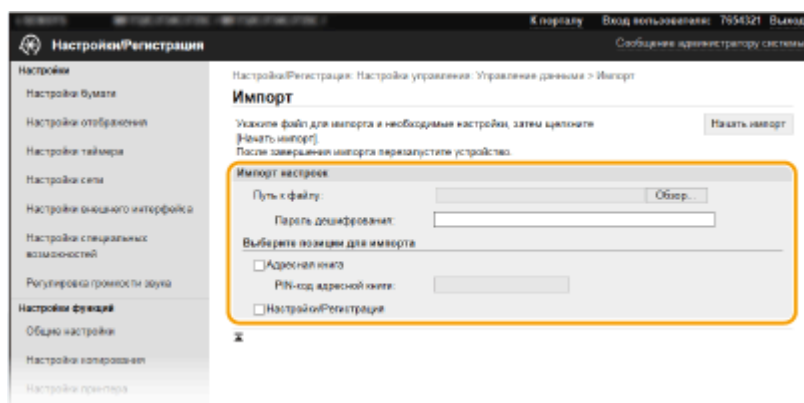 К порталу Вход пользователя: 7654321 Выход
Настройки/Регистрация
Сообщение администратору системы
Настройки
Настройки бумаги
Настройки отображения
Настройки таймера
Настройки сети
Настройки внешнего интерфейса
Настройки специальных
возможностей
Регулировка громкости звука
Настройки функций
Общие настройки
Настройки копирования
Настройки принтера
Настройки/Регистрация: Настройки управления: Управление данными > Импорт
Импорт
Укажите файл для импорта и необходимые настройки, затем щелкните
[Начать импорт].
После завершения импорта перезапустите устройство.
Начать импорт
Импорт настроек
Путь к файлу:
Обзор...
Пароль дешифрования:
Выберите позиции для импорта
Адресная книга
PIN-код адресной книги:
Настройки/Регистрация